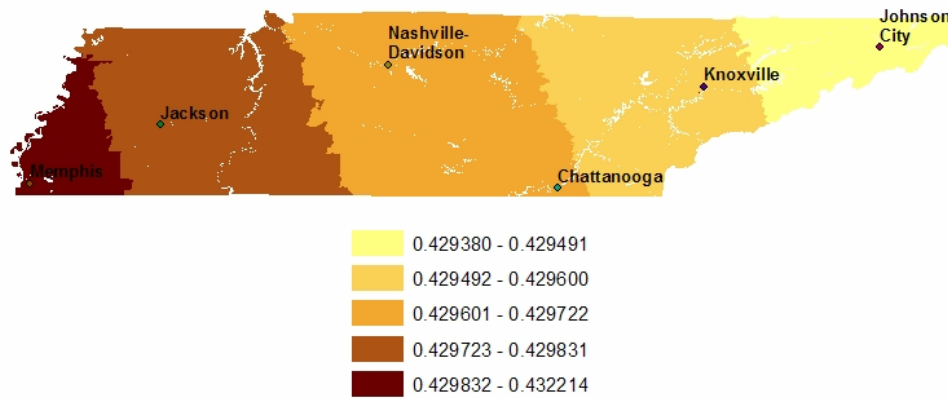 Johnson
City
Nashville-
Davidson
Knoxville
Jackson
Memphis
Chattanooga
0.429380 - 0.429491
0.429492 - 0.429600
0.429601 - 0.429722
0.429723 - 0.429831
0.429832 - 0.432214